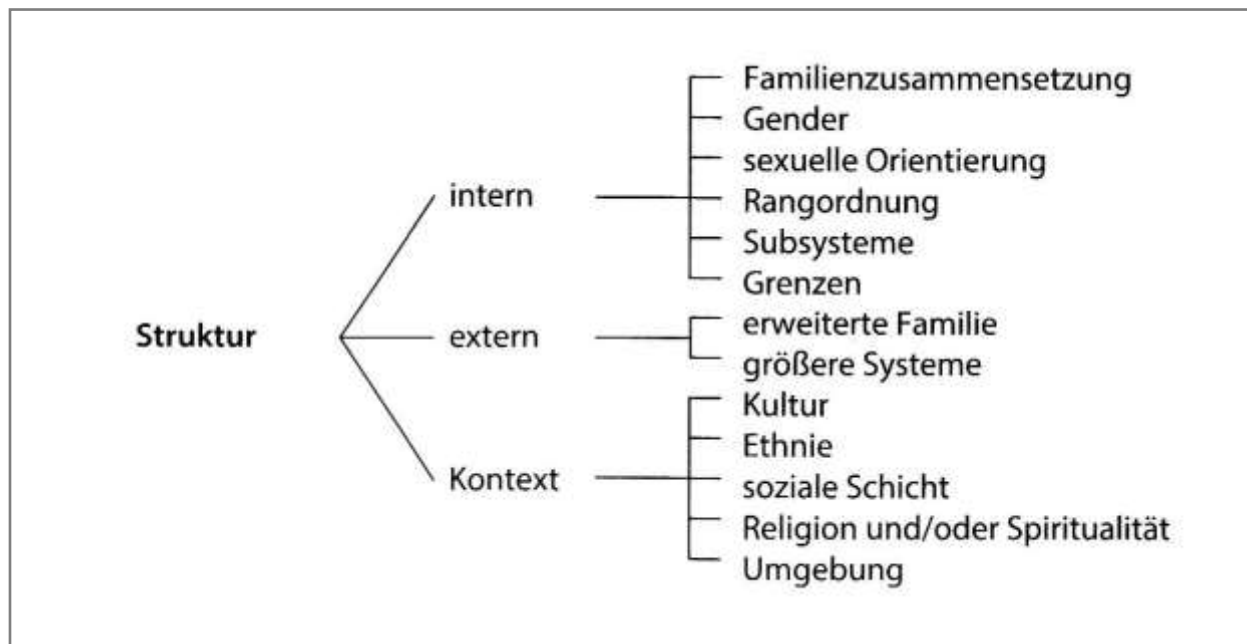 Struktur
intern
Familienzusammensetzung
Gender
sexuelle Orientierung
Rangordnung
Subsysteme
Grenzen
extern
erweiterte Familie
größere Systeme
Kontext
Kultur
Ethnie
soziale Schicht
Religion und/oder Spiritualität
Umgebung